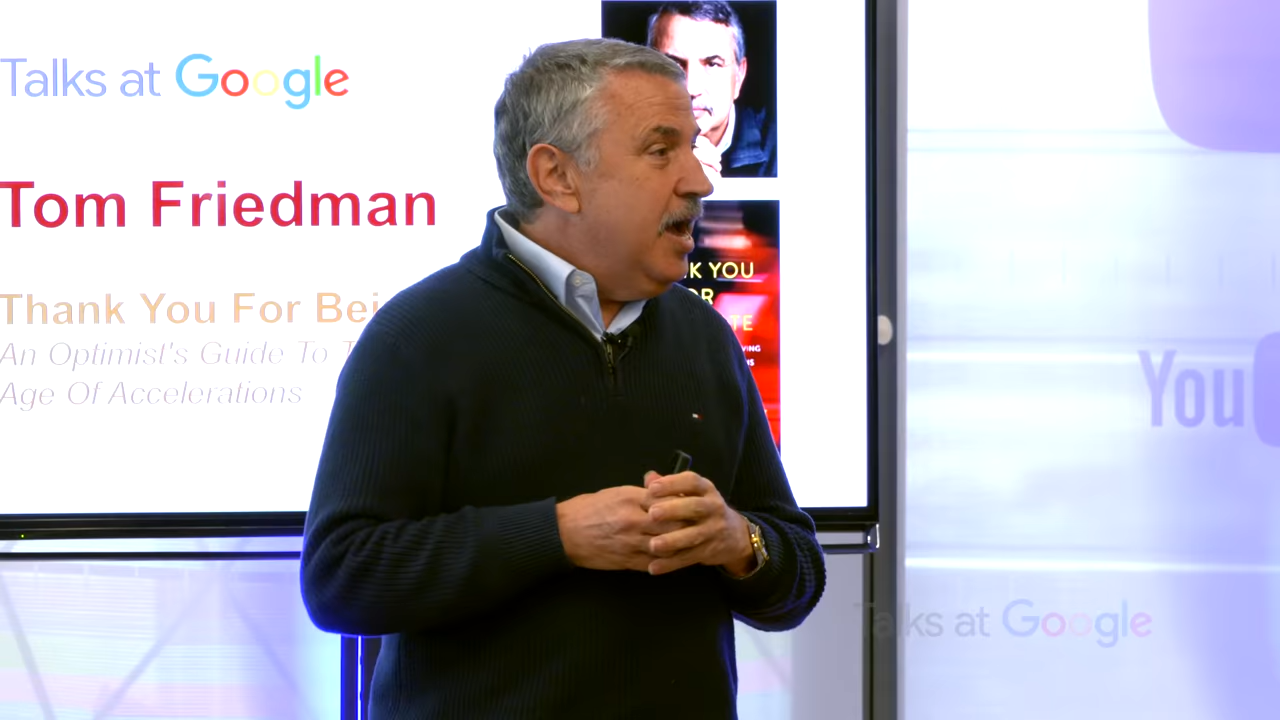 Talks at Google
Tom Friedman
Thank You For Bei
An Optimist's Guide To T
Age Of Accelerations
K YOU
OR
TE
You
Talks at Google